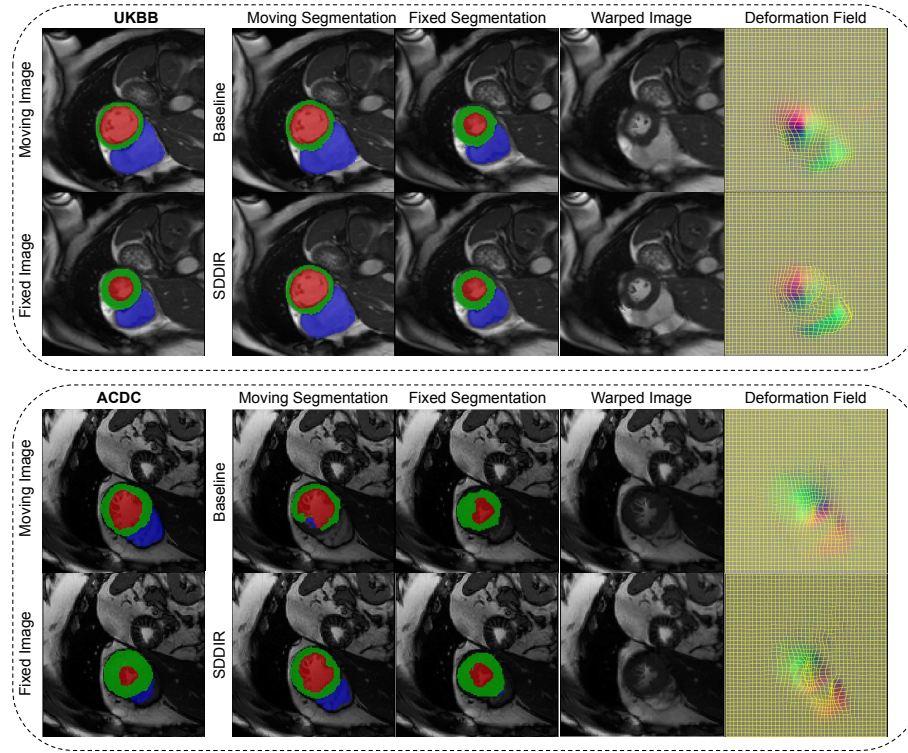 UKBB
Moving Segmentation
Fixed Segmentation
Warped Image
Deformation Field
Moving Image
Baseline
Fixed Image
SDDIR
ACDC
Moving Segmentation
Fixed Segmentation
Warped Image
Deformation Field
Moving Image
Baseline
Fixed Image
SDDIR